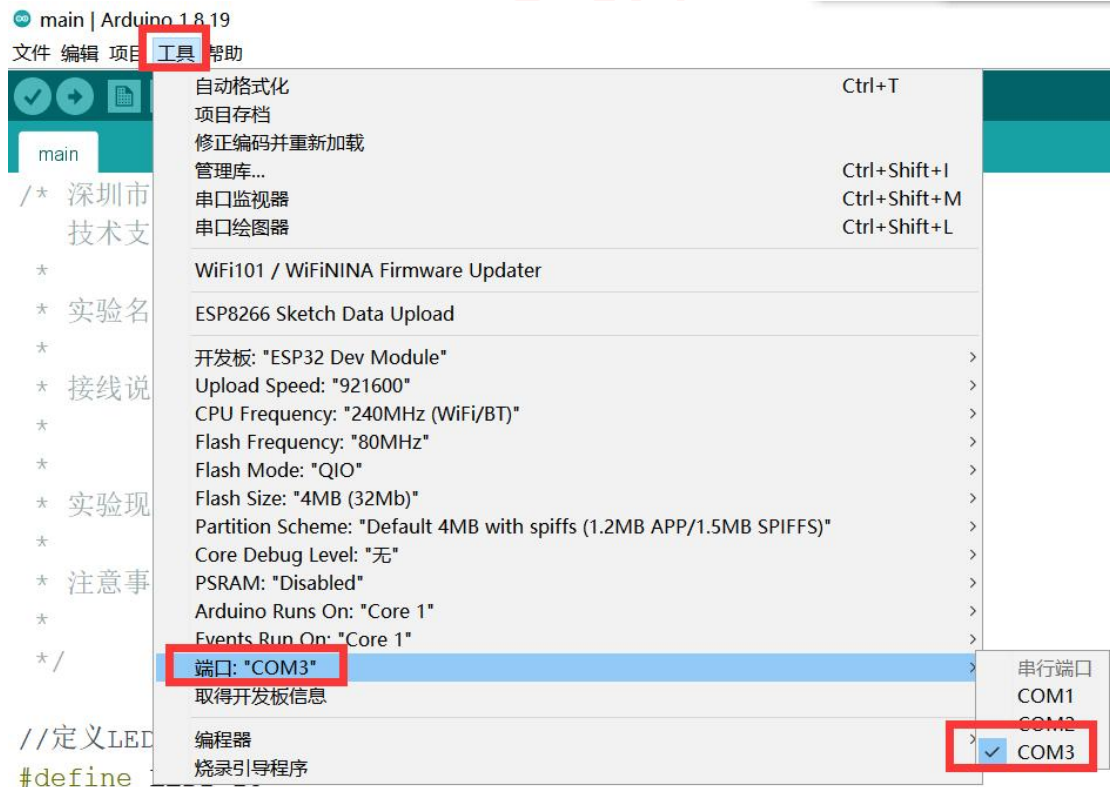 main | Arduino 1.8.19
文件 编辑 项目 工具 帮助
自动格式化 Ctrl+T
项目存档
修正编码并重新加载
管理库... Ctrl+Shift+I
串口监视器 Ctrl+Shift+M
串口绘图器 Ctrl+Shift+L
WiFi101 / WiFiNINA Firmware Updater
ESP8266 Sketch Data Upload
开发板: "ESP32 Dev Module"
Upload Speed: "921600"
CPU Frequency: "240MHz (WiFi/BT)"
Flash Frequency: "80MHz"
Flash Mode: "QIO"
Flash Size: "4MB (32Mb)"
Partition Scheme: "Default 4MB with spiffs (1.2MB APP/1.5MB SPIFFS)"
Core Debug Level: "无"
PSRAM: "Disabled"
Arduino Runs On: "Core 1"
Events Run On: "Core 1"
端口: "COM3"
取得开发板信息
编程器
烧录引导程序
串行端口
COM1
COM2
COM3
main
/* 深圳市
技术支
*
* 实验名
*
* 接线说
*
*
* 实验现
*
* 注意事
*
*/
//定义LED
#define